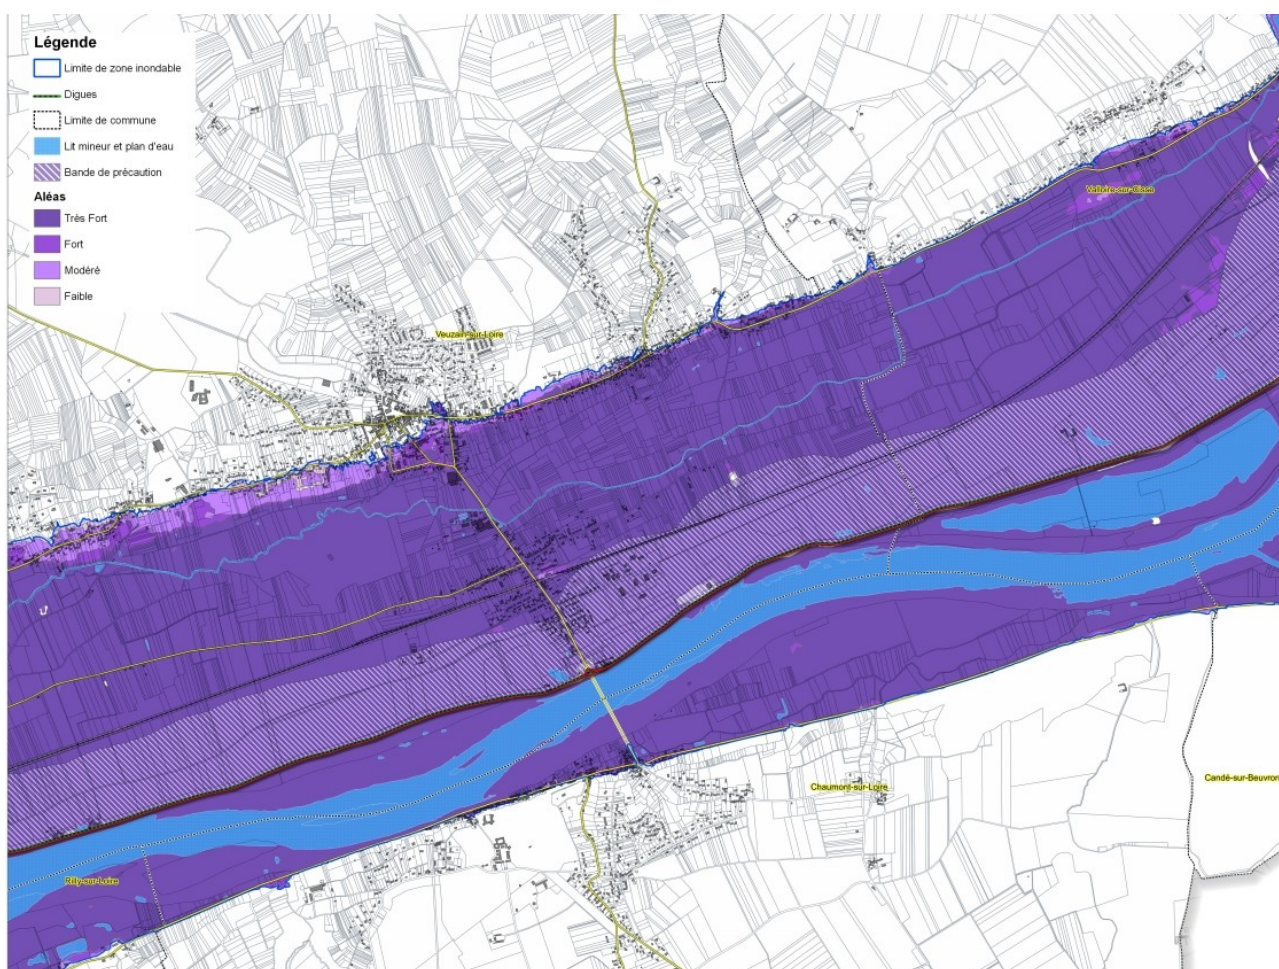 Légende
Limite de zone inondable
Digues
Limite de commune
Lit mineur et plan d'eau
Bande de précaution
Aléas
Très Fort
Fort
Modéré
Faible
Valloire-sur-Cisse
Veuzain-sur-Loire
Chaumont-sur-Loire
Candé-sur-Beuvron
Rilly-sur-Loire